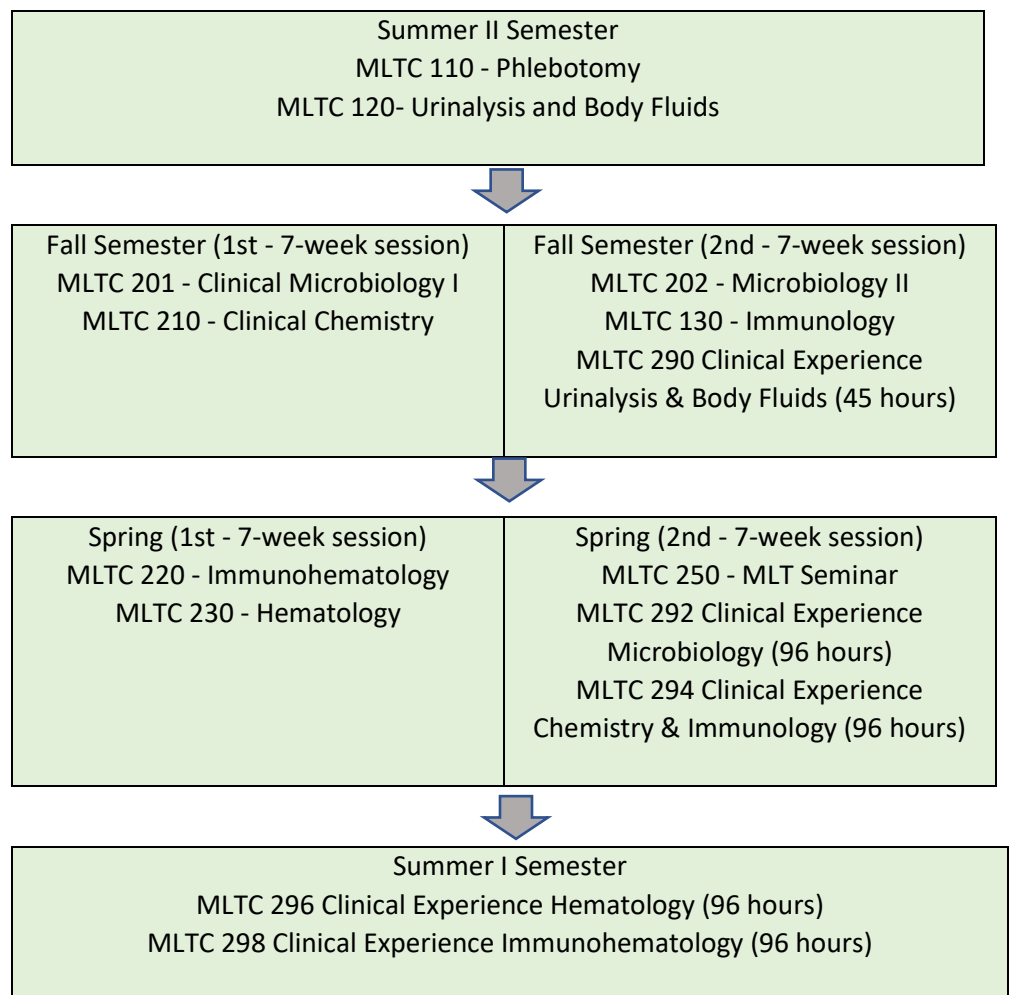 Summer II Semester
MLTC 110 - Phlebotomy
MLTC 120- Urinalysis and Body Fluids
Fall Semester (1st - 7-week session)
MLTC 201 - Clinical Microbiology I
MLTC 210 - Clinical Chemistry
Fall Semester (2nd - 7-week session)
MLTC 202 - Microbiology II
MLTC 130 - Immunology
MLTC 290 Clinical Experience
Urinalysis & Body Fluids (45 hours)
Spring (1st - 7-week session)
MLTC 220 - Immunohematology
MLTC 230 - Hematology
Spring (2nd - 7-week session)
MLTC 250 - MLT Seminar
MLTC 292 Clinical Experience
Microbiology (96 hours)
MLTC 294 Clinical Experience
Chemistry & Immunology (96 hours)
Summer I Semester
MLTC 296 Clinical Experience Hematology (96 hours)
MLTC 298 Clinical Experience Immunohematology (96 hours)